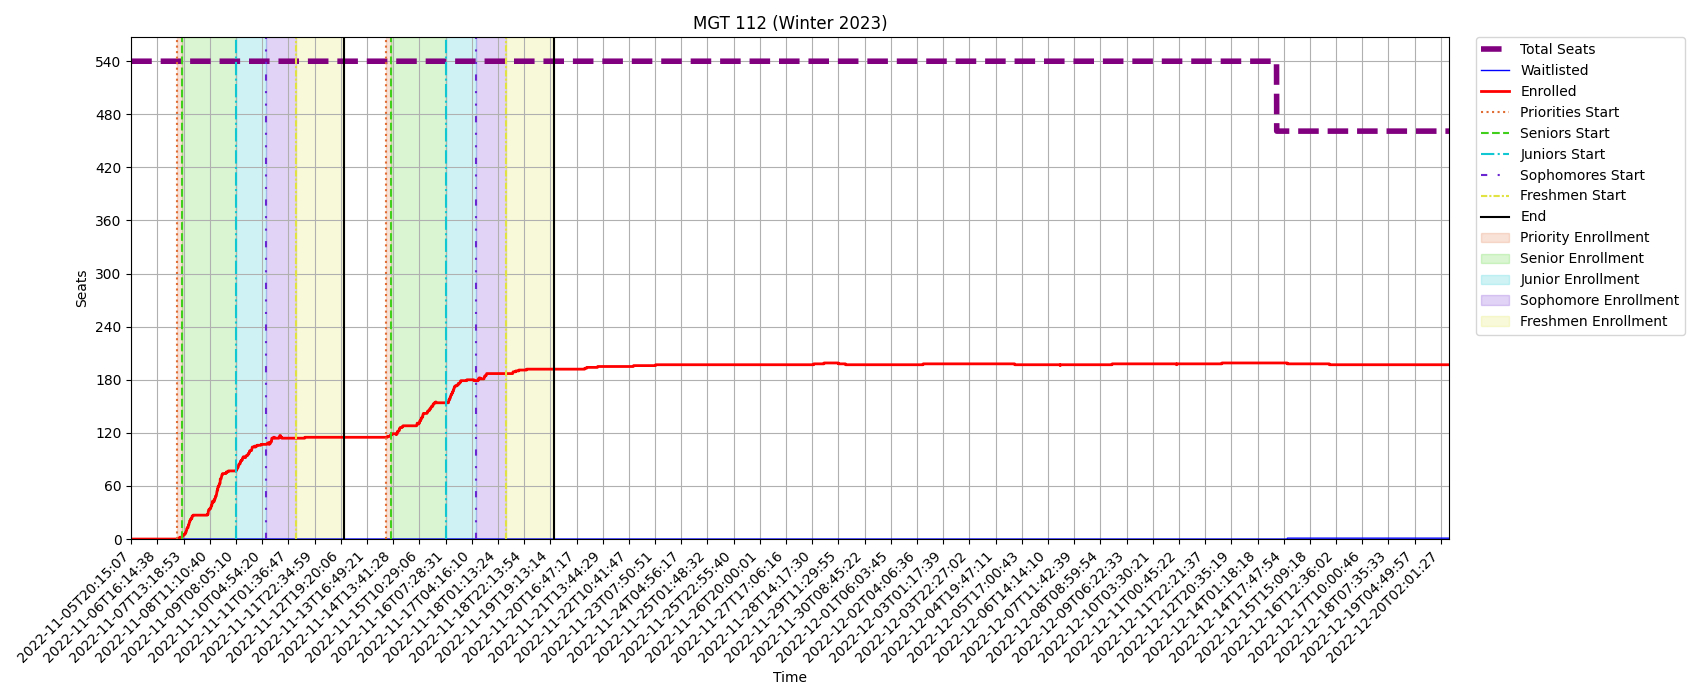 MGT 112 (Winter 2023)
Seats
540
480
420
360
300
240
180
120
60
0
2022-11-05T20:15:07
2022-11-06T16:14:38
2022-11-07T13:18:53
2022-11-08T11:10:40
2022-11-09T08:05:10
2022-11-10T04:54:20
2022-11-11T01:36:47
2022-11-11T22:34:59
2022-11-12T19:20:06
2022-11-13T16:49:21
2022-11-14T13:41:28
2022-11-15T10:29:06
2022-11-16T07:28:31
2022-11-17T04:16:10
2022-11-18T01:13:24
2022-11-18T22:13:54
2022-11-19T19:13:14
2022-11-20T16:47:17
2022-11-21T13:44:29
2022-11-22T10:41:47
2022-11-23T07:50:51
2022-11-24T04:56:17
2022-11-25T01:48:32
2022-11-25T22:55:40
2022-11-26T20:00:01
2022-11-27T17:06:16
2022-11-28T14:17:30
2022-11-29T11:29:55
2022-11-30T08:45:22
2022-12-01T06:03:45
2022-12-02T04:06:36
2022-12-03T01:17:39
2022-12-03T22:27:02
2022-12-04T19:47:11
2022-12-05T17:00:43
2022-12-06T14:14:10
2022-12-07T11:42:39
2022-12-08T08:59:54
2022-12-09T06:22:33
2022-12-10T03:30:21
2022-12-11T00:45:22
2022-12-11T22:21:37
2022-12-12T20:35:19
2022-12-14T01:18:18
2022-12-14T17:47:54
2022-12-15T15:09:18
2022-12-16T12:36:02
2022-12-17T10:00:46
2022-12-18T07:35:33
2022-12-19T04:49:57
2022-12-20T02:01:27
Time
Total Seats
Waitlisted
Enrolled
Priorities Start
Seniors Start
Juniors Start
Sophomores Start
Freshmen Start
End
Priority Enrollment
Senior Enrollment
Junior Enrollment
Sophomore Enrollment
Freshmen Enrollment